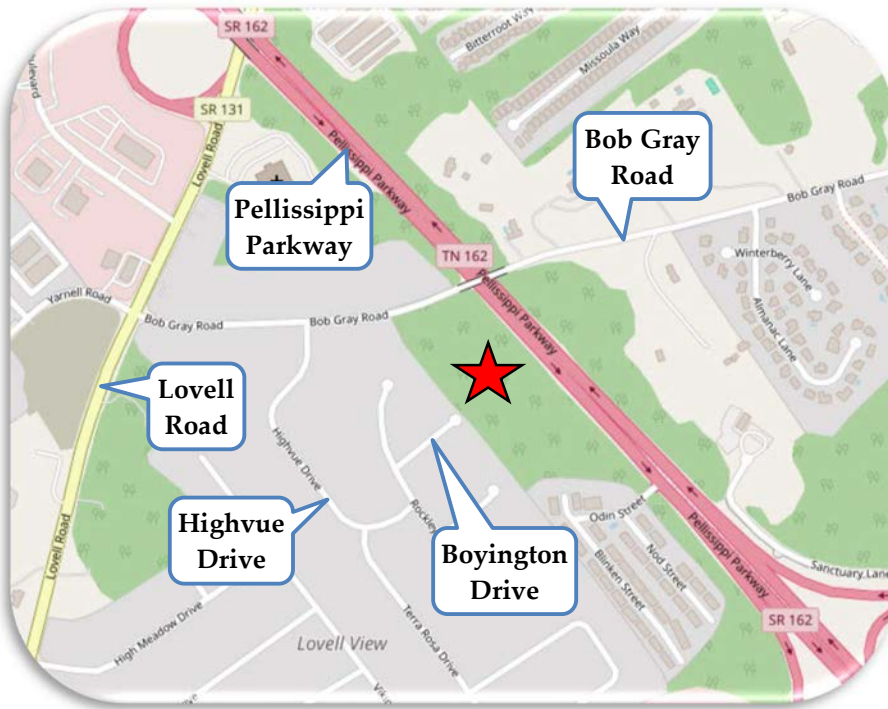 SR 162
Bitterroot Way
Missoula Way
oulevard
SR 131
Lovell Road
Pellissippi Parkway
Bob Gray
Road
Pellissippi
Parkway
Bob Gray Road
TN 162
Pellissippi Parkway
Winterberry Lane
Almanac Lane
Yarnell Road
Bob Gray Road
Bob Gray Road
Lovell
Road
Highvue Drive
Rockley
Highvue
Drive
Boyington
Drive
Odin Street
Nod Street
Blinken Street
Pellissippi Parkway
Sanctuary Lane
Lovell Road
High Meadow Drive
Terra Rosa Drive
SR 162
Lovell View
Vikin